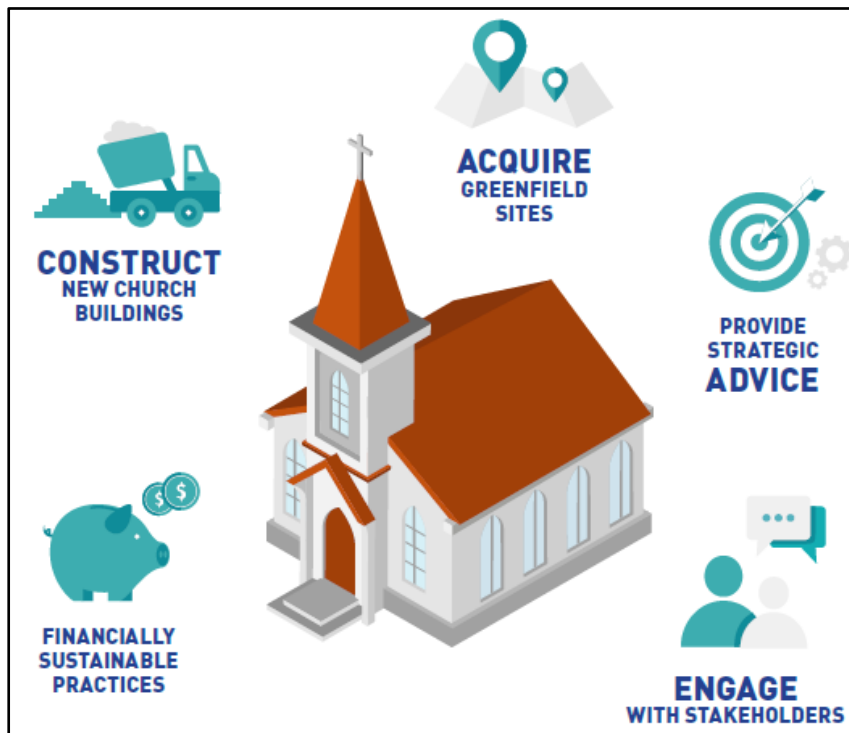 ACQUIRE
GREENFIELD
SITES
CONSTRUCT
NEW CHURCH
BUILDINGS
PROVIDE
STRATEGIC
ADVICE
$ $
FINANCIALLY
SUSTAINABLE
PRACTICES
ENGAGE
WITH STAKEHOLDERS